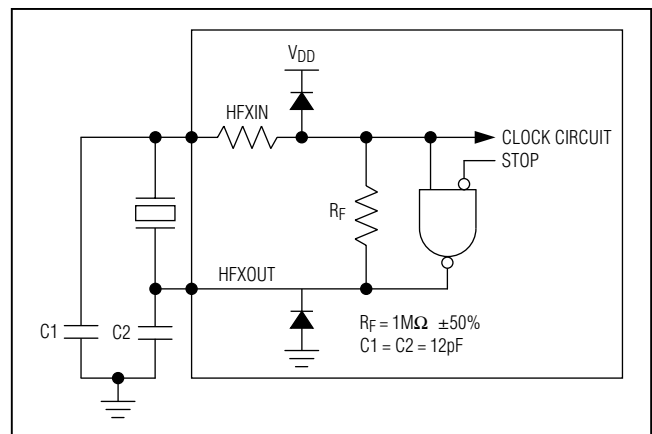 VDD
HFXIN
CLOCK CIRCUIT
STOP
RF
HFXOUT
C1
C2
RF = 1MΩ ±50%
C1 = C2 = 12pF